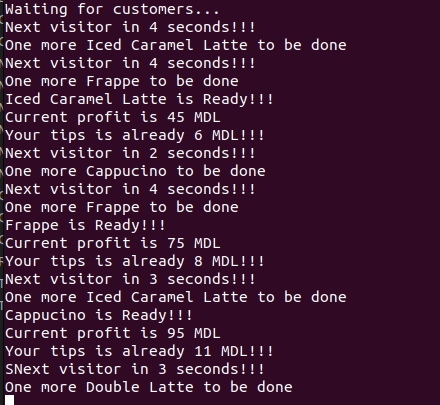 Waiting for customers...
Next visitor in 4 seconds!!!
One more Iced Caramel Latte to be done
Next visitor in 4 seconds!!!
One more Frappe to be done
Iced Caramel Latte is Ready!!!
Current profit is 45 MDL
Your tips is already 6 MDL!!!
Next visitor in 2 seconds!!!
One more Cappucino to be done
Next visitor in 4 seconds!!!
One more Frappe to be done
Frappe is Ready!!!
Current profit is 75 MDL
Your tips is already 8 MDL!!!
Next visitor in 3 seconds!!!
One more Iced Caramel Latte to be done
Cappucino is Ready!!!
Current profit is 95 MDL
Your tips is already 11 MDL!!!
SNext visitor in 3 seconds!!!
One more Double Latte to be done